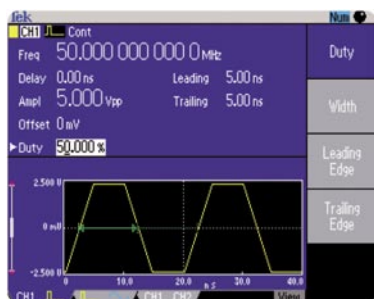 Tek
Num
CH1 Cont
Freq 50.000 000 000 0 MHz
Delay 0.00 ns Leading 5.00 ns
Ampl 5.000 Vpp Trailing 5.00 ns
Offset 0 mV
Duty 50.000 %
Duty
Width
Leading
Edge
Trailing
Edge
2.500 V
0 mV
-2.500 V
0 10.0 20.0 30.0 40.0
nS
CH1 CH1 CH2 View